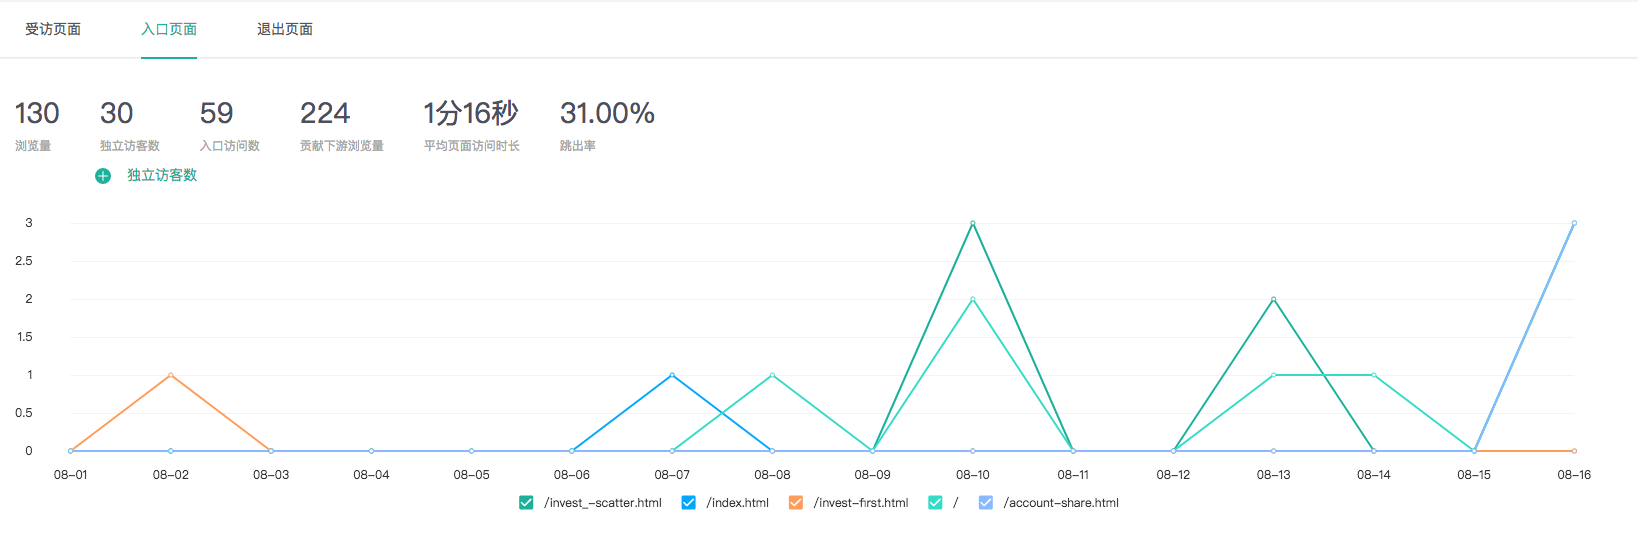 受访页面 入口页面 退出页面
130 30 59 224 1分16秒 31.00%
浏览量 独立访客数 入口访问数 贡献下游浏览量 平均页面访问时长 跳出率
独立访客数
3
2.5
2
1.5
1
0.5
0
08-01 08-02 08-03 08-04 08-05 08-06 08-07 08-08 08-09 08-10 08-11 08-12 08-13 08-14 08-15 08-16
/invest_-scatter.html /index.html /invest-first.html / /account-share.html